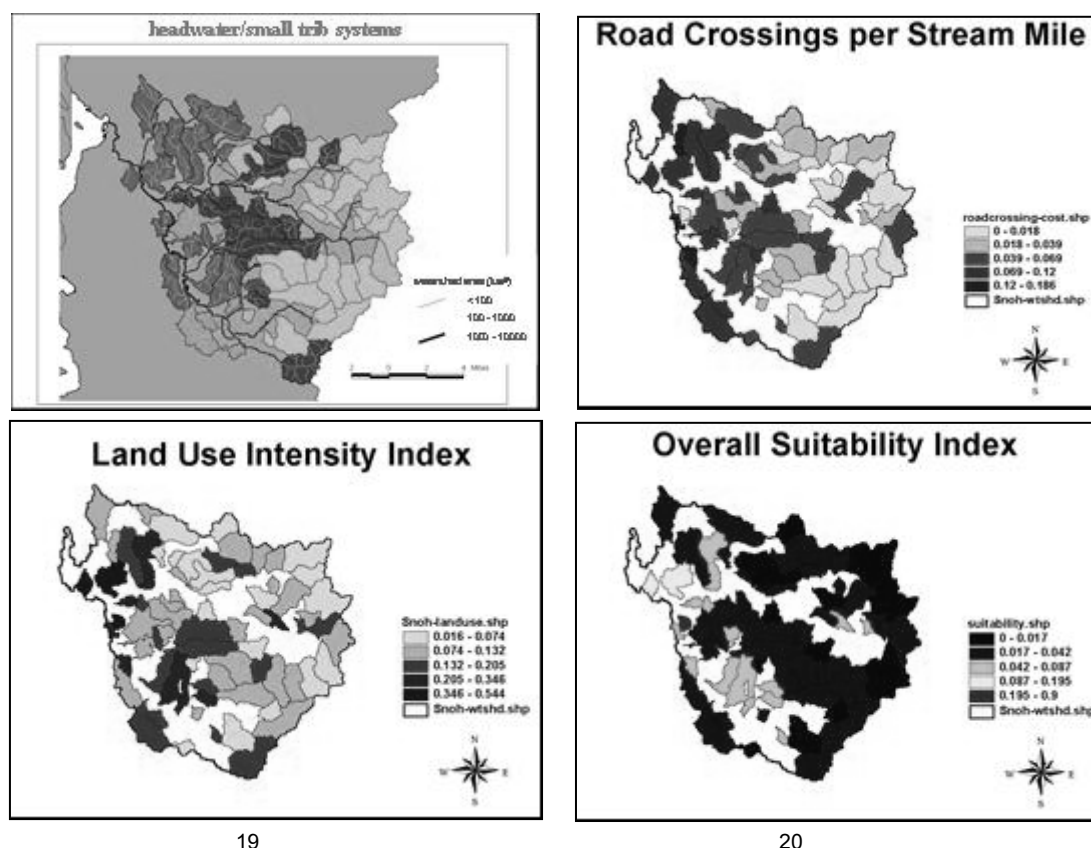 headwater/small trib systems
<100
100 - 1000
1000 - 10000
2 0 2 4 Miles
Road Crossings per Stream Mile
roadcrossing-cost.shp
0 - 0.018
0.018 - 0.039
0.039 - 0.069
0.069 - 0.12
0.12 - 0.186
Snoh-wtshd.shp
N
W E
S
Land Use Intensity Index
Snoh-landuse.shp
0.016 - 0.074
0.074 - 0.132
0.132 - 0.205
0.205 - 0.346
0.346 - 0.544
Snoh-wtshd.shp
N
W E
S
Overall Suitability Index
suitability.shp
0 - 0.017
0.017 - 0.042
0.042 - 0.087
0.087 - 0.195
0.195 - 0.9
Snoh-wtshd.shp
N
W E
S
19
20